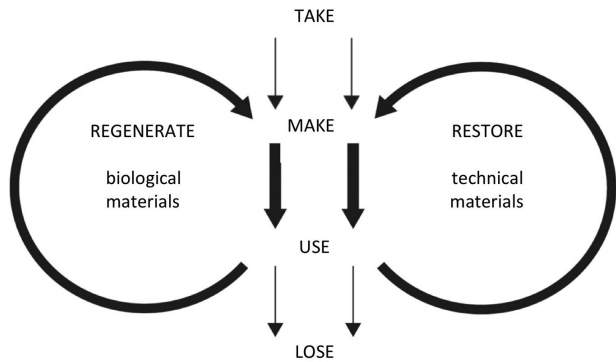 TAKE
MAKE
REGENERATE
biological
materials
RESTORE
technical
materials
USE
LOSE